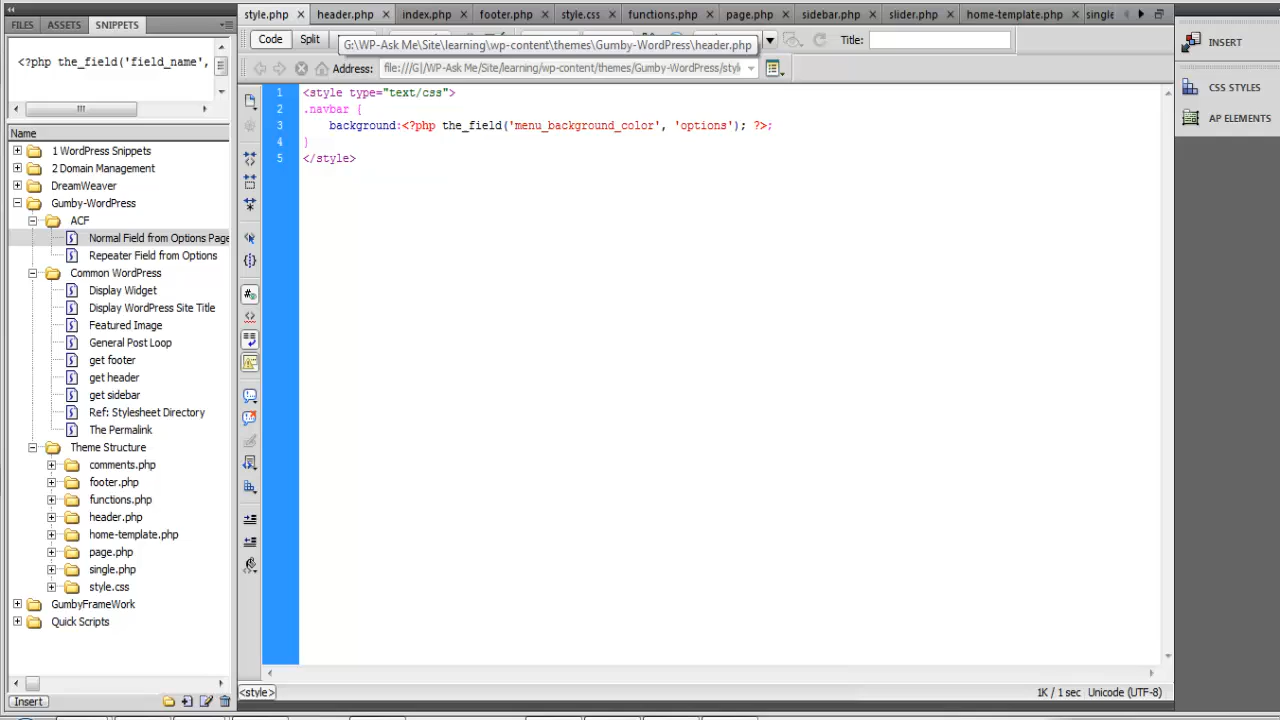 FILES ASSETS SNIPPETS
style.php header.php index.php footer.php style.css functions.php page.php sidebar.php slider.php home-template.php single
Code Split Title:
G:\WP-Ask Me\Site\learning\wp-content\themes\Gumby-WordPress\header.php
Address: file:///G|/WP-Ask Me/Site/learning/wp-content/themes/Gumby-WordPress/styl
<?php the_field('field_name',
Name
1 WordPress Snippets
2 Domain Management
DreamWeaver
Gumby-WordPress
ACF
Normal Field from Options Page
Repeater Field from Options
Common WordPress
Display Widget
Display WordPress Site Title
Featured Image
General Post Loop
get footer
get header
get sidebar
Ref: Stylesheet Directory
The Permalink
Theme Structure
comments.php
footer.php
functions.php
header.php
home-template.php
page.php
single.php
style.css
GumbyFrameWork
Quick Scripts
Insert
1 <style type="text/css">
2 .navbar {
3 background:<?php the_field('menu_background_color', 'options'); ?>;
4 }
5 </style>
<style>
1K / 1 sec Unicode (UTF-8)
INSERT
CSS STYLES
AP ELEMENTS